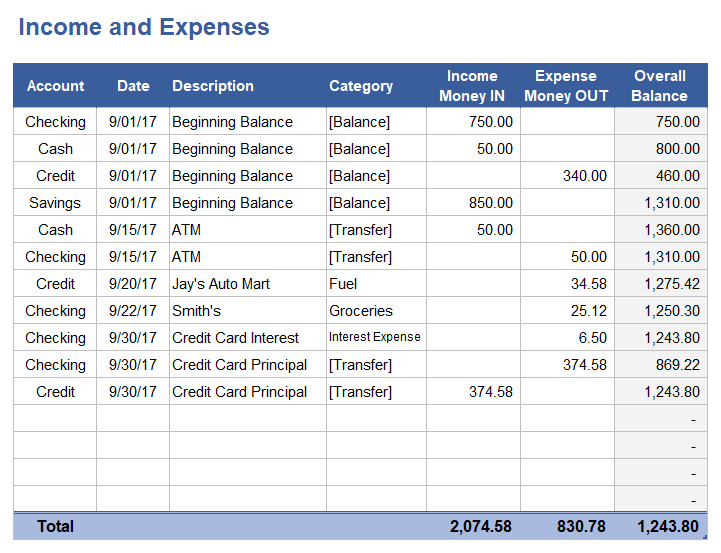 Income and Expenses
Account Date Description Category Income Money IN Expense Money OUT Overall Balance
Checking 9/01/17 Beginning Balance [Balance] 750.00 750.00
Cash 9/01/17 Beginning Balance [Balance] 50.00 800.00
Credit 9/01/17 Beginning Balance [Balance] 340.00 460.00
Savings 9/01/17 Beginning Balance [Balance] 850.00 1,310.00
Cash 9/15/17 ATM [Transfer] 50.00 1,360.00
Checking 9/15/17 ATM [Transfer] 50.00 1,310.00
Credit 9/20/17 Jay's Auto Mart Fuel 34.58 1,275.42
Checking 9/22/17 Smith's Groceries 25.12 1,250.30
Checking 9/30/17 Credit Card Interest Interest Expense 6.50 1,243.80
Checking 9/30/17 Credit Card Principal [Transfer] 374.58 869.22
Credit 9/30/17 Credit Card Principal [Transfer] 374.58 1,243.80
-
-
-
-
Total 2,074.58 830.78 1,243.80